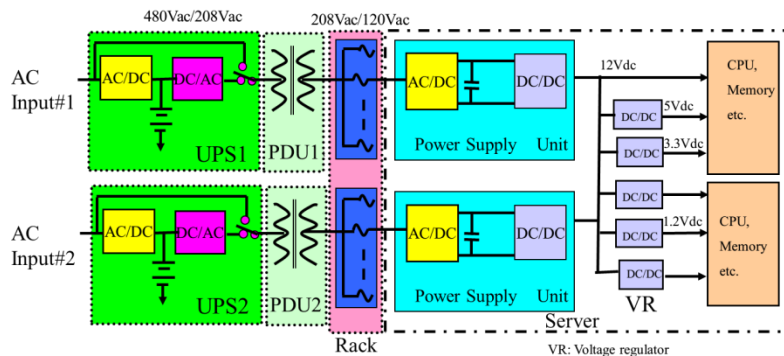 480Vac/208Vac
208Vac/120Vac
AC
Input#1
AC/DC
DC/AC
UPS1
PDU1
AC/DC
DC/DC
Power Supply Unit
12Vdc
DC/DC
5Vdc
DC/DC
3.3Vdc
CPU,
Memory
etc.
AC
Input#2
AC/DC
DC/AC
UPS2
PDU2
Rack
AC/DC
DC/DC
Power Supply Unit
DC/DC
DC/DC
1.2Vdc
DC/DC
VR
CPU,
Memory
etc.
Server
VR: Voltage regulator